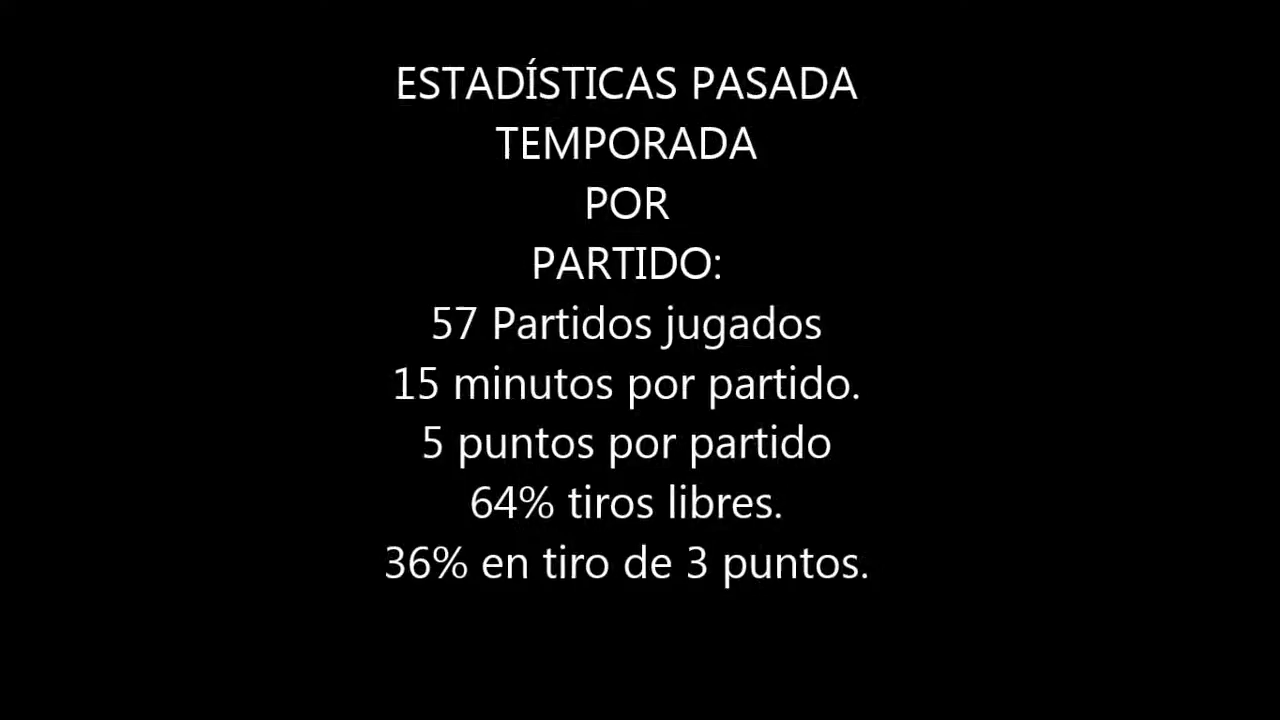 ESTADÍSTICAS PASADA
TEMPORADA
POR
PARTIDO:
57 Partidos jugados
15 minutos por partido.
5 puntos por partido
64% tiros libres.
36% en tiro de 3 puntos.